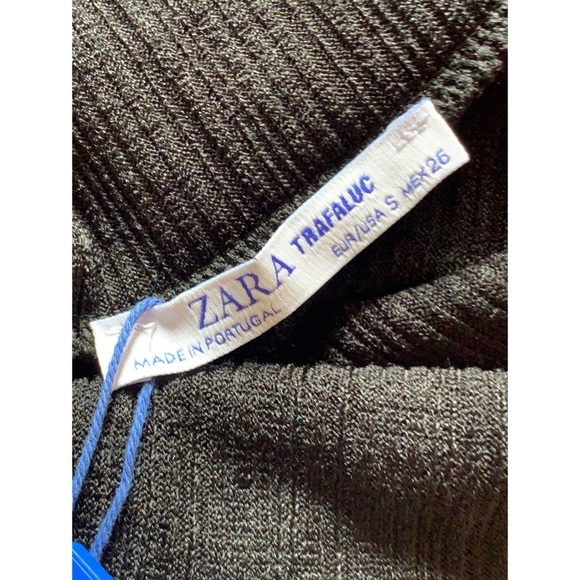 ZARA TRAFALUC
MADE IN PORTUGAL EUR/USA S MEX 26